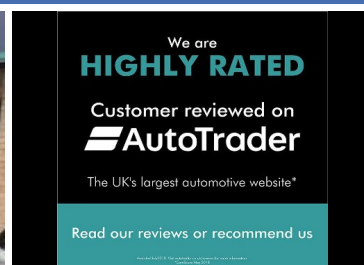 We are
HIGHLY RATED
Customer reviewed on
AutoTrader
The UK's largest automotive website*
Read our reviews or recommend us